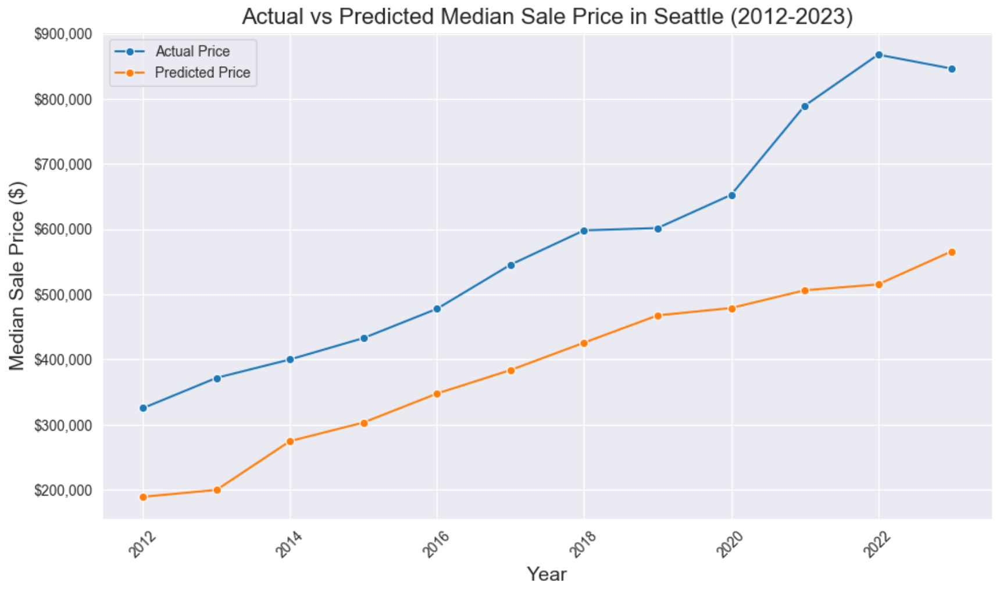 Actual vs Predicted Median Sale Price in Seattle (2012-2023)
$900,000
Actual Price
Predicted Price
$800,000
$700,000
$600,000
$500,000
$400,000
$300,000
$200,000
Median Sale Price ($)
2012
2014
2016
2018
2020
2022
Year